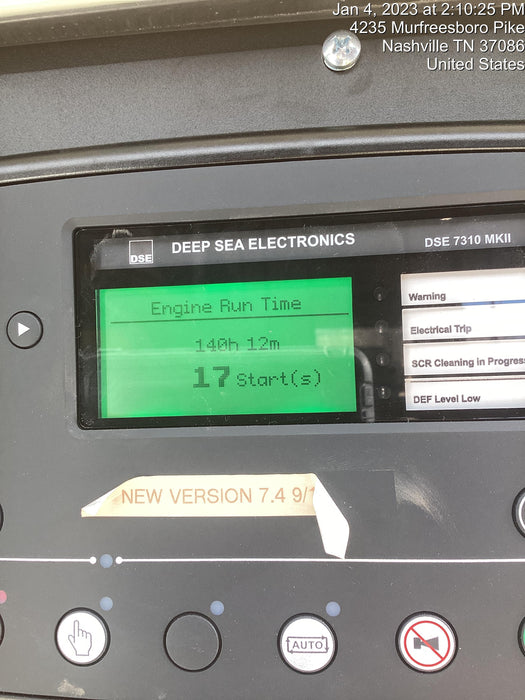 Jan 4, 2023 at 2:10:25 PM
4235 Murfreesboro Pike
Nashville TN 37086
United States
DSE
DEEP SEA ELECTRONICS
DSE 7310 MKII
Engine Run Time
140h 12m
17 Start(s)
Warning
Electrical Trip
SCR Cleaning in Progres
DEF Level Low
NEW VERSION 7.4 9/1
AUTO